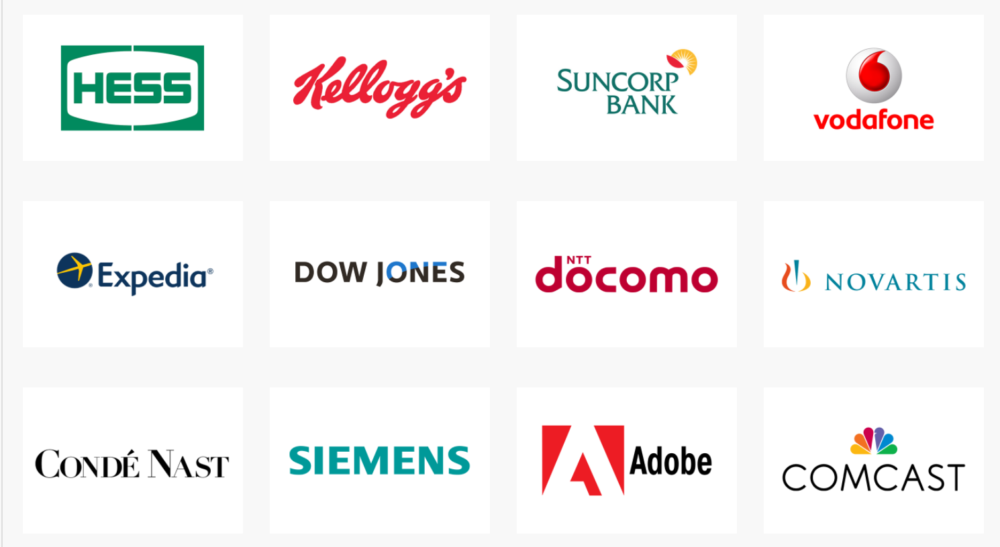 HESS
Kellogg's
SUNCORP
BANK
vodafone
Expedia®
®
DOW JONES
NTT
docomo
NOVARTIS
CONDÉ NAST
SIEMENS
Adobe
COMCAST